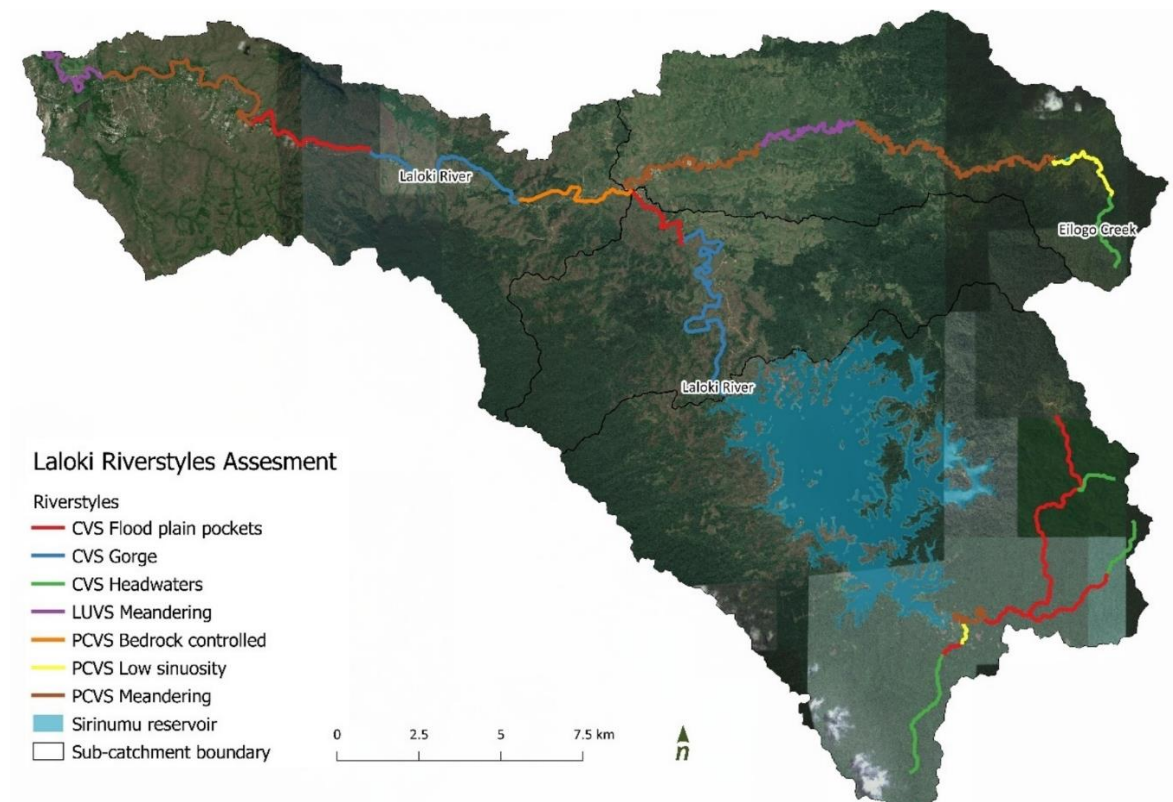 Laloki River
Eilogo Creek
Laloki River
Laloki Riverstyles Assesment
Riverstyles
CVS Flood plain pockets
CVS Gorge
CVS Headwaters
LUVS Meandering
PCVS Bedrock controlled
PCVS Low sinuosity
PCVS Meandering
Sirinumu reservoir
Sub-catchment boundary
0 2.5 5 7.5 km
n